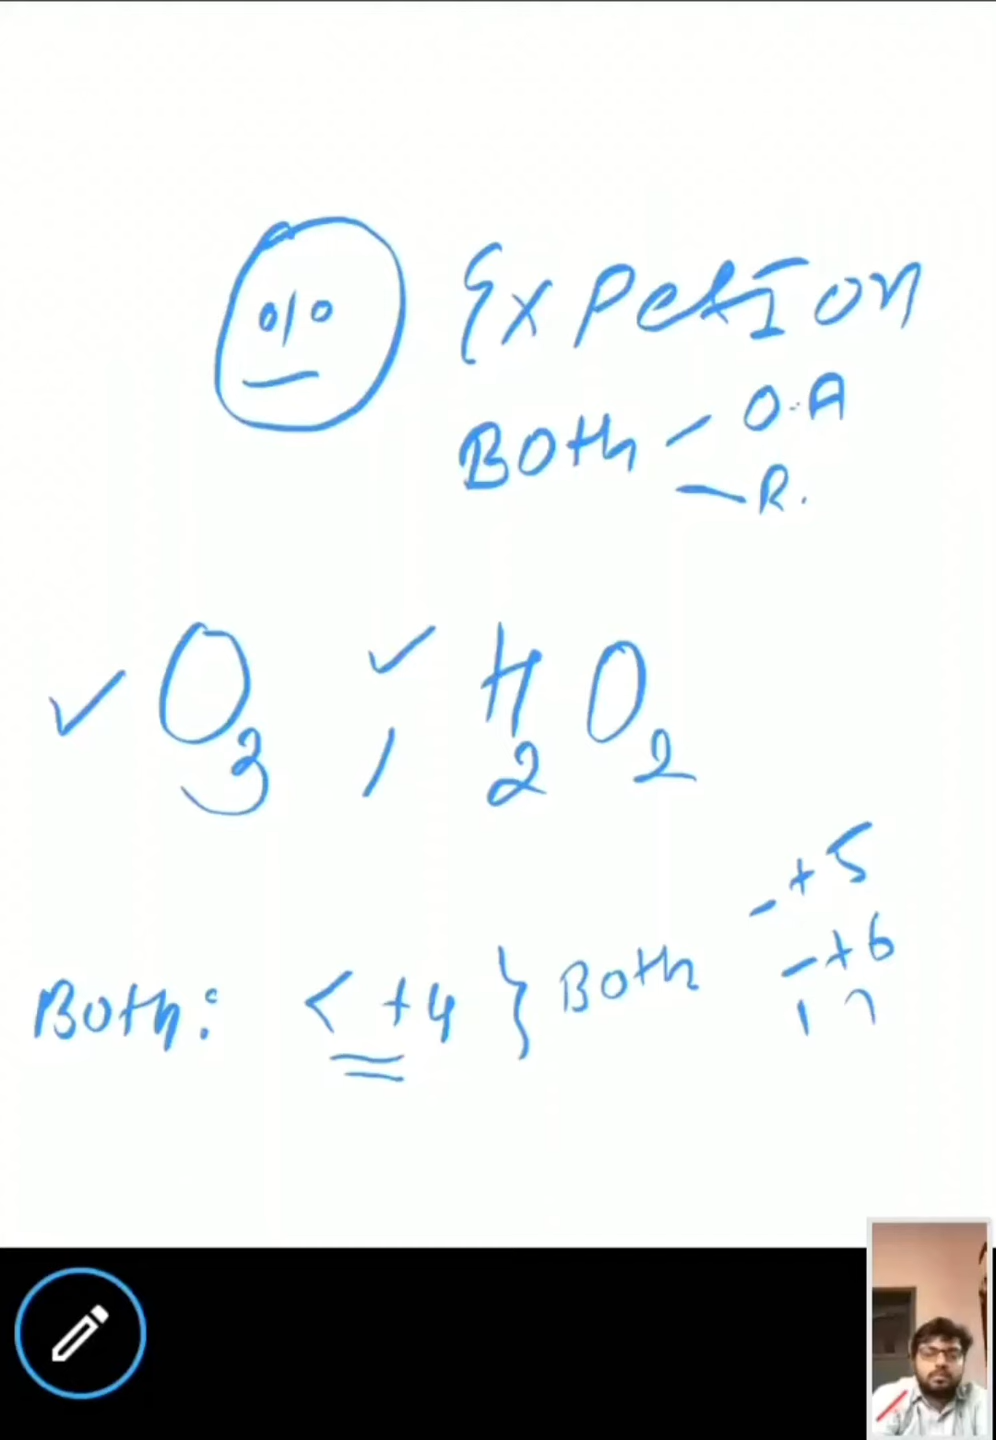 Expetion
Both - O.A
- R.
O3 , H2O2
- +5
- +6
Both: < +4 } Both